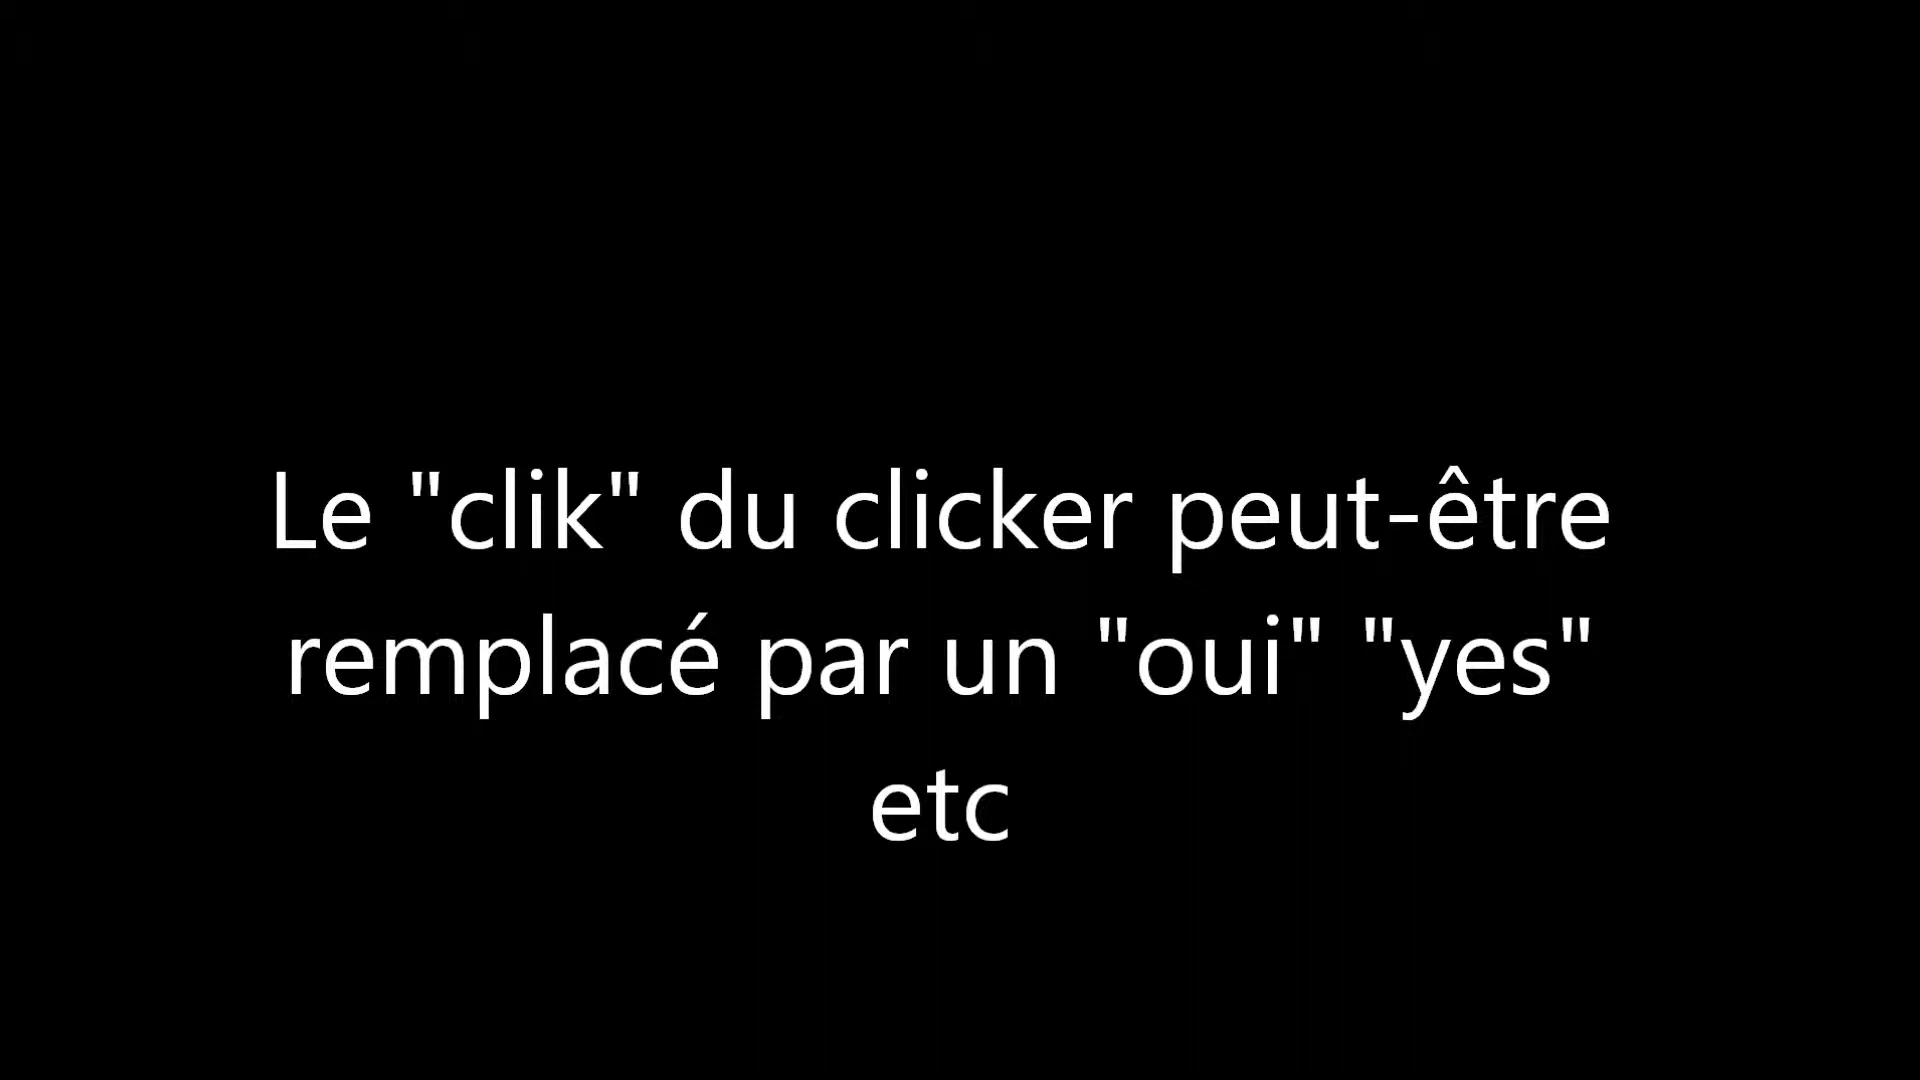 Le "clik" du clicker peut-être
remplacé par un "oui" "yes"
etc